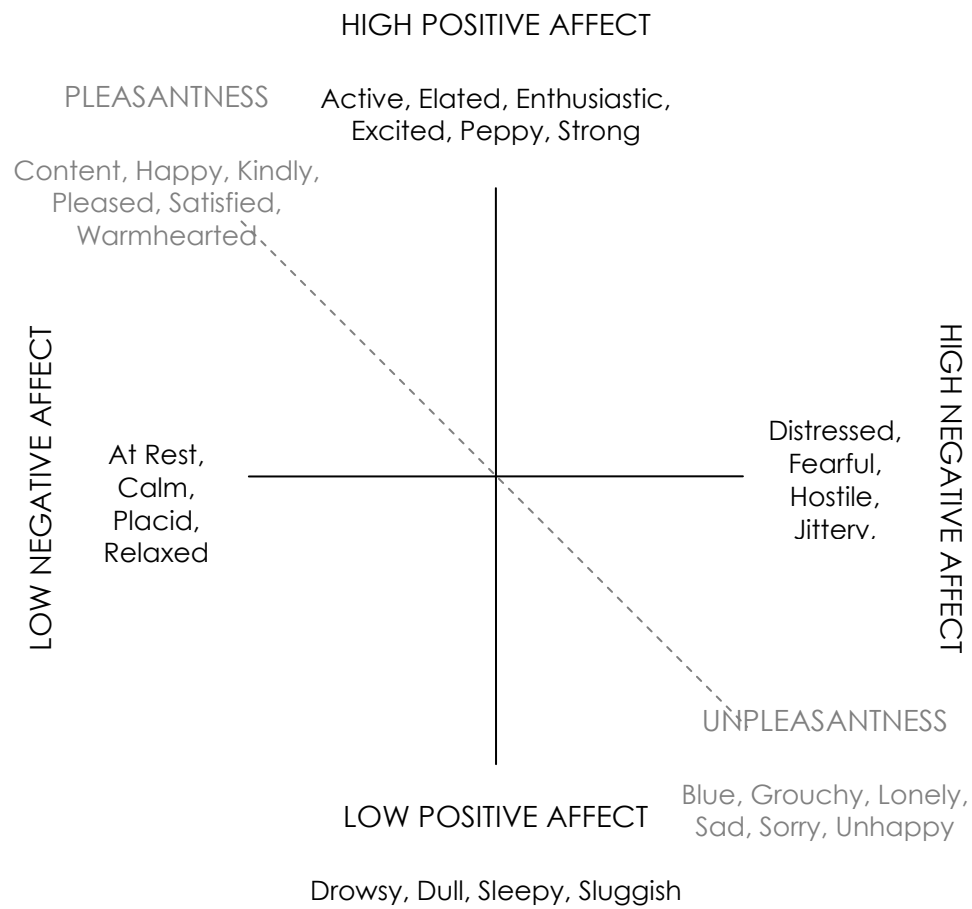 HIGH POSITIVE AFFECT
PLEASANTNESS
Active, Elated, Enthusiastic,
Excited, Peppy, Strong
Content, Happy, Kindly,
Pleased, Satisfied,
Warmhearted
LOW NEGATIVE AFFECT
At Rest,
Calm,
Placid,
Relaxed
Distressed,
Fearful,
Hostile,
Jittery.
HIGH NEGATIVE AFFECT
UNPLEASANTNESS
Blue, Grouchy, Lonely,
Sad, Sorry, Unhappy
LOW POSITIVE AFFECT
Drowsy, Dull, Sleepy, Sluggish